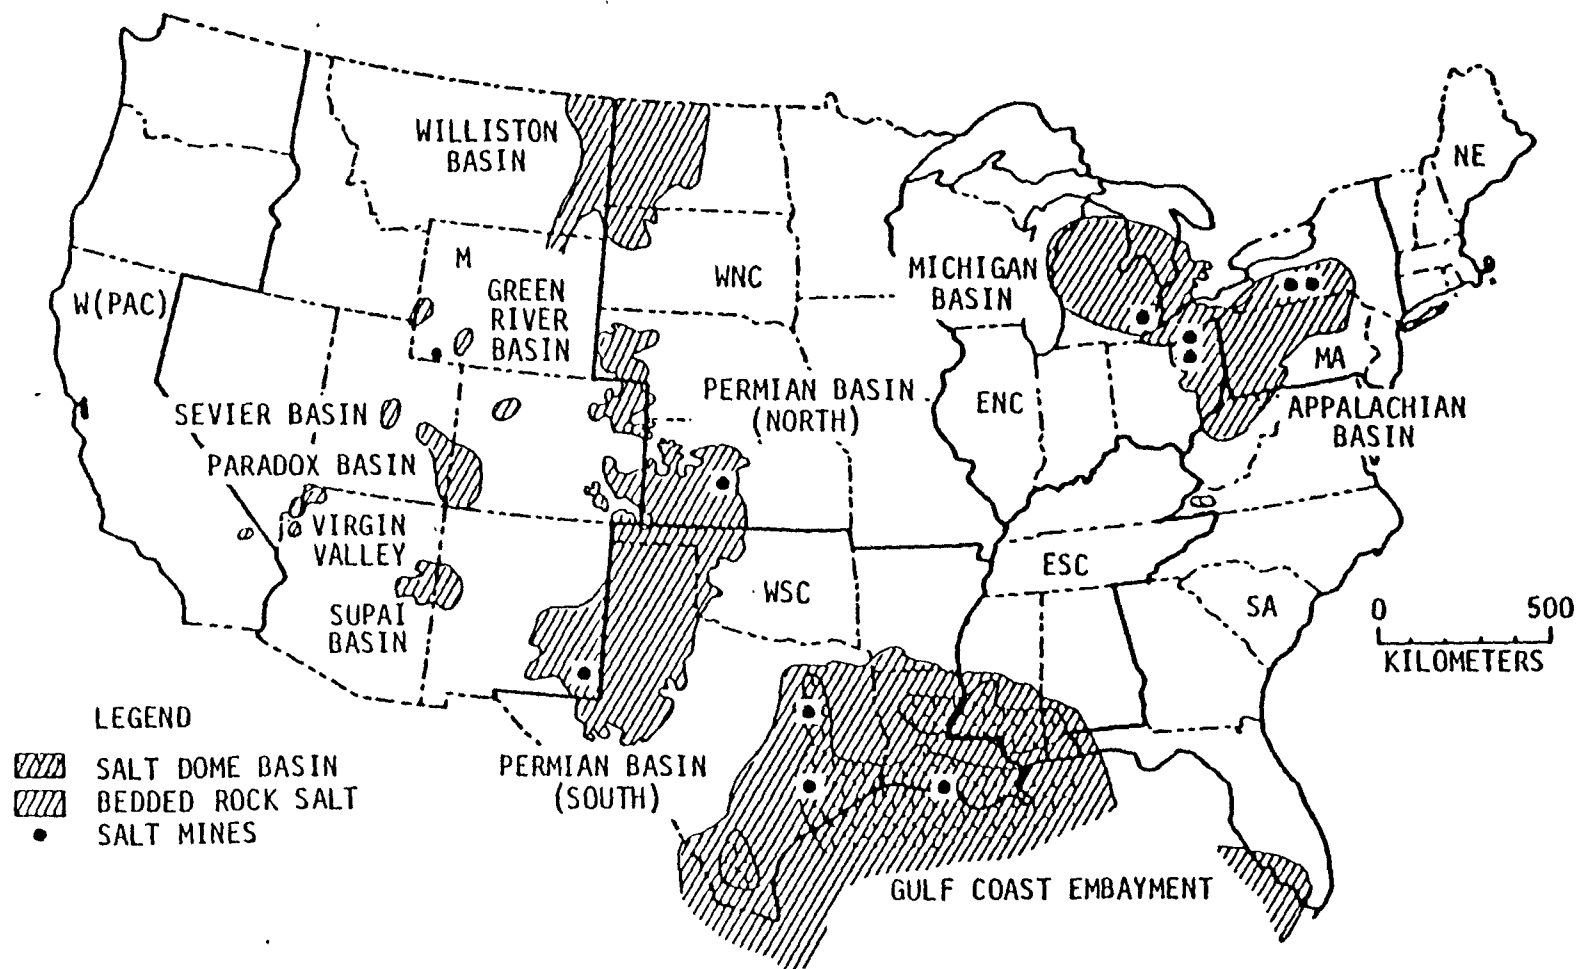 WILLISTON
BASIN
NE
M
W(PAC)
GREEN
RIVER
BASIN
WNC
MICHIGAN
BASIN
MA
SEVIER BASIN
PERMIAN BASIN
(NORTH)
ENC
APPALACHIAN
BASIN
PARADOX BASIN
VIRGIN
VALLEY
SUPAI
BASIN
WSC
ESC
SA
0 500
KILOMETERS
LEGEND
SALT DOME BASIN
BEDDED ROCK SALT
SALT MINES
PERMIAN BASIN
(SOUTH)
GULF COAST EMBAYMENT